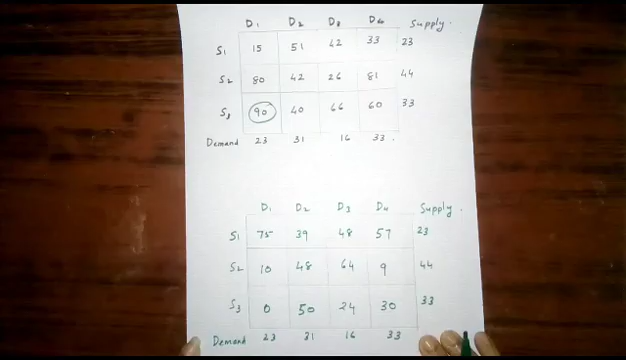 D1 D2 D3 D4 Supply.
S1 15 51 42 33 23
S2 80 42 26 81 44
S3 90 40 66 60 33
Demand 23 31 16 33.
D1 D2 D3 D4 Supply.
S1 75 39 48 57 23
S2 10 48 64 9 44
S3 0 50 24 30 33
Demand 23 31 16 33